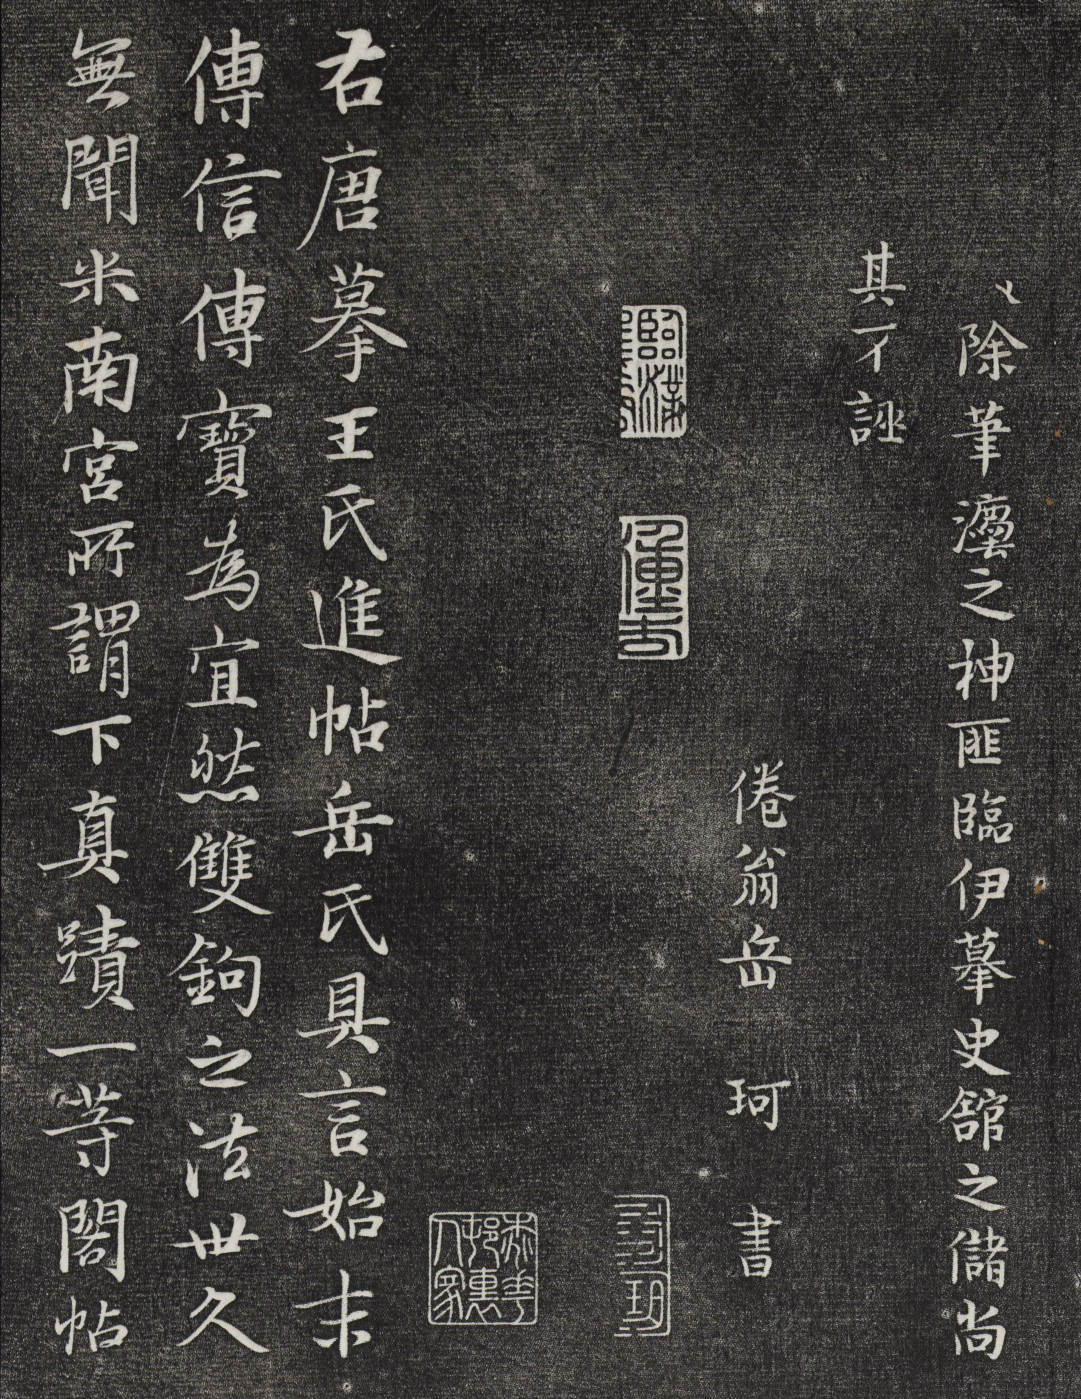 〻除筆灋之神匪臨伊摹史舘之儲尚
其不誣
倦翁岳珂書
右唐摹王氏進帖岳氏具言始末
傳信傳寶為宜然雙鉤之法世久
無聞米南宮所謂下真蹟一等閣帖